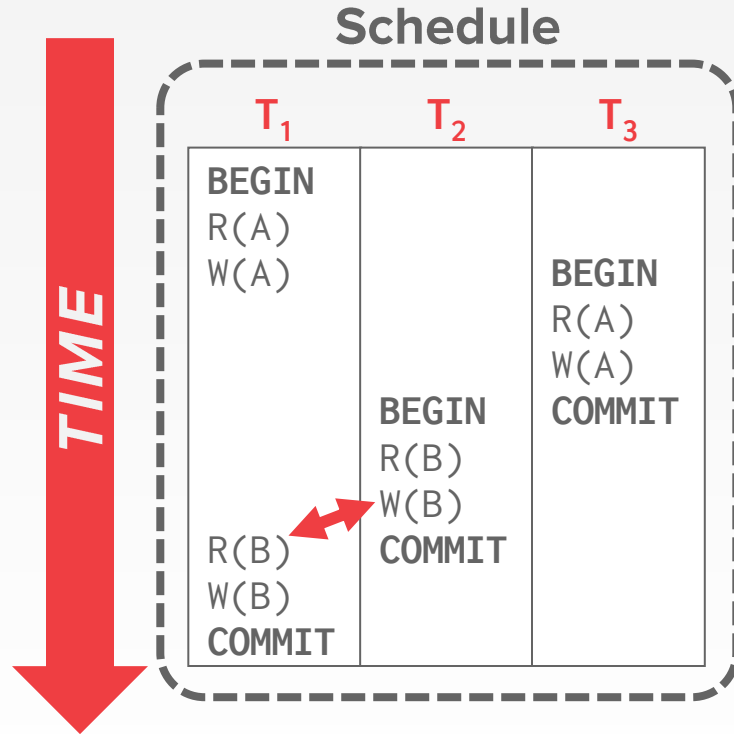 Schedule
TIME
T₁ T₂ T₃
BEGIN
R(A)
W(A) BEGIN
R(A)
W(A)
BEGIN COMMIT
R(B)
W(B)
R(B) COMMIT
W(B)
COMMIT